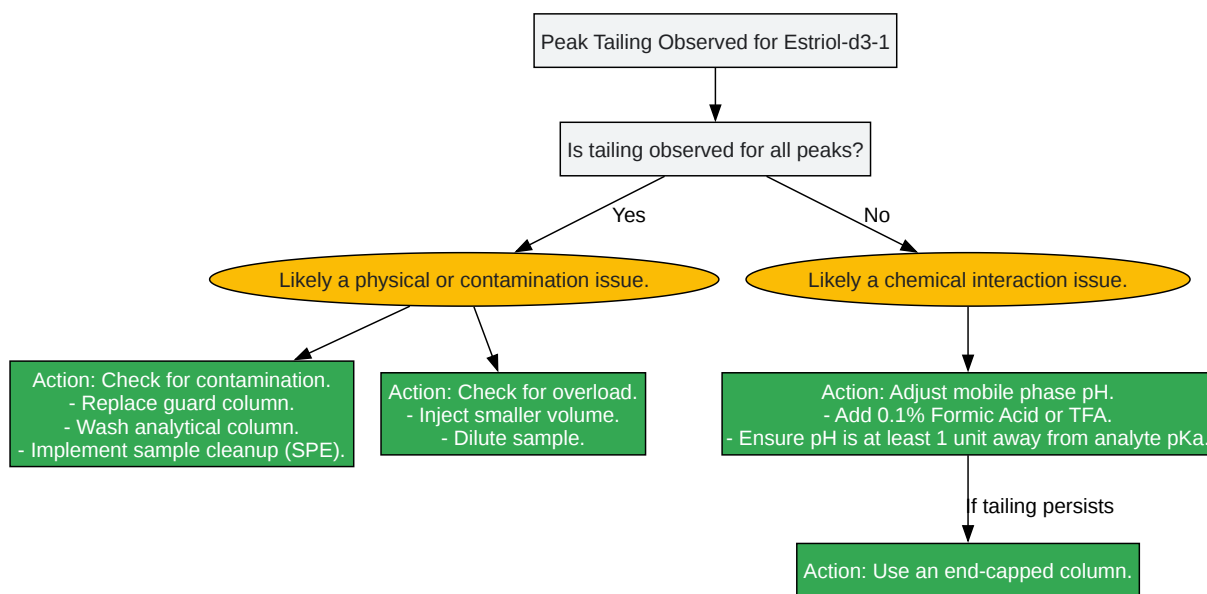 Peak Tailing Observed for Estriol-d3-1
Is tailing observed for all peaks?
Yes
No
Likely a physical or contamination issue.
Likely a chemical interaction issue.
Action: Check for contamination.
- Replace guard column.
- Wash analytical column.
- Implement sample cleanup (SPE).
Action: Check for overload.
- Inject smaller volume.
- Dilute sample.
Action: Adjust mobile phase pH.
- Add 0.1% Formic Acid or TFA.
- Ensure pH is at least 1 unit away from analyte pKa.
If tailing persists
Action: Use an end-capped column.